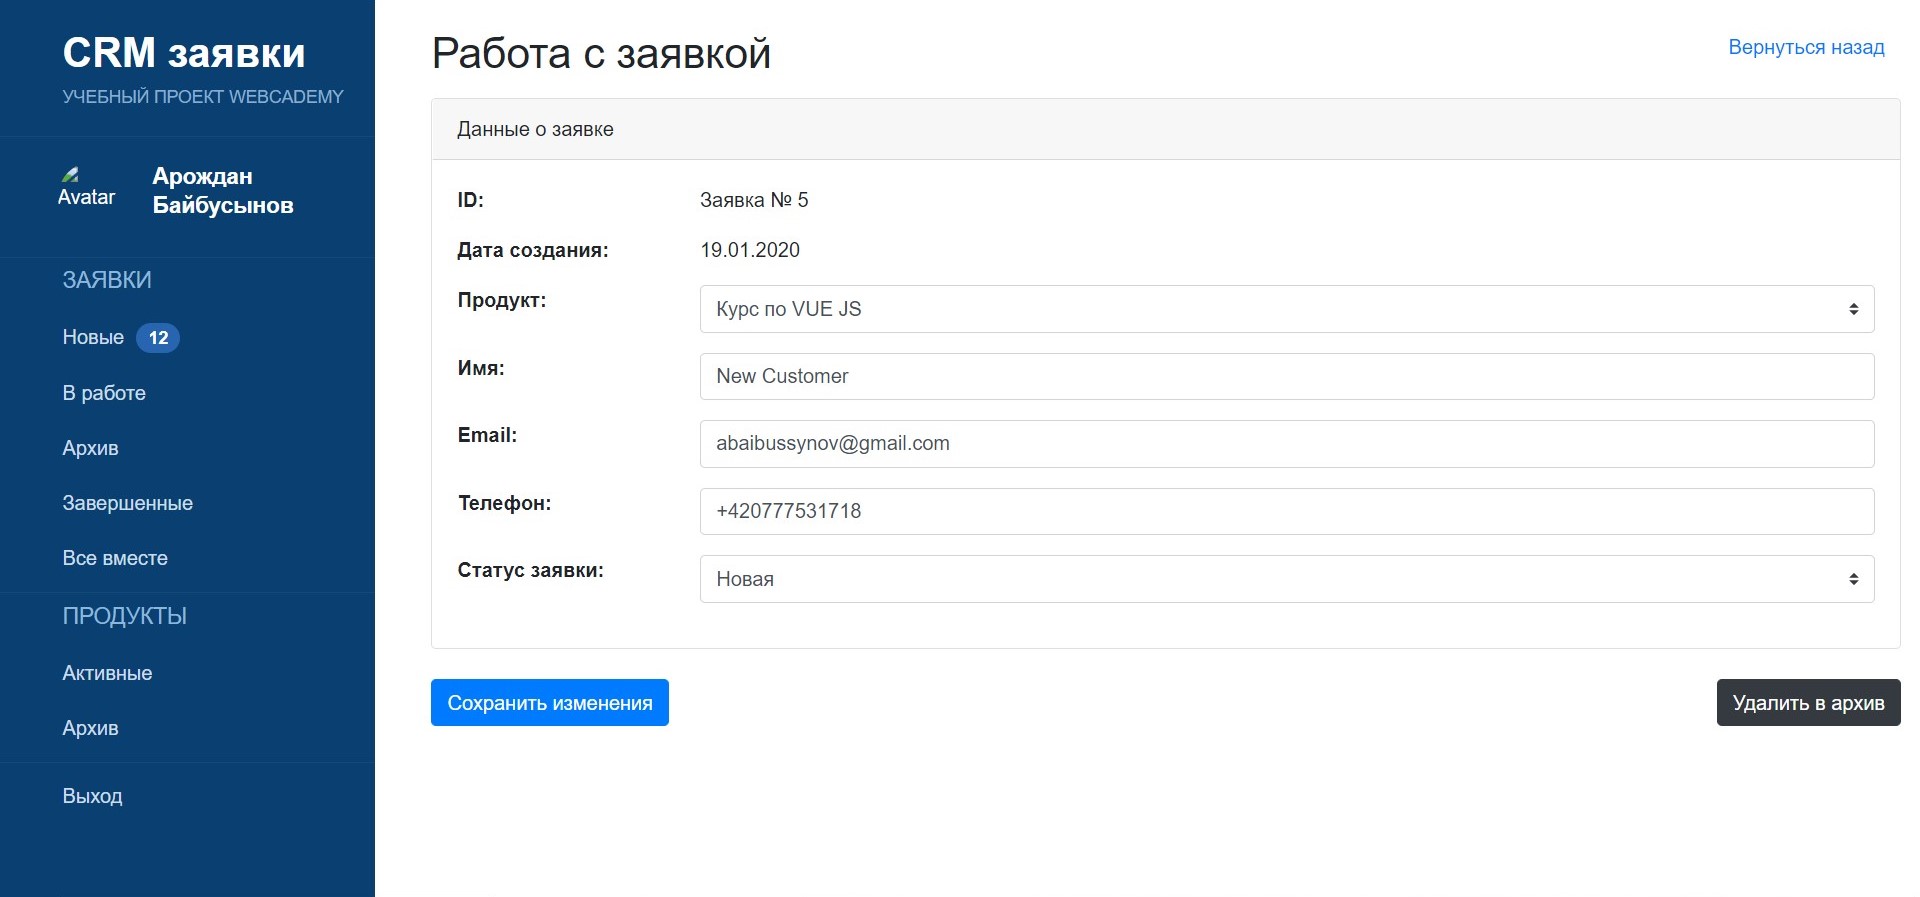 CRM заявки
УЧЕБНЫЙ ПРОЕКТ WEBCADEMY
Avatar
Арождан
Байбусынов
ЗАЯВКИ
Новые 12
В работе
Архив
Завершенные
Все вместе
ПРОДУКТЫ
Активные
Архив
Выход
Работа с заявкой
Вернуться назад
Данные о заявке
ID: Заявка № 5
Дата создания: 19.01.2020
Продукт: Курс по VUE JS
Имя: New Customer
Email: abaibussynov@gmail.com
Телефон: +420777531718
Статус заявки: Новая
Сохранить изменения
Удалить в архив